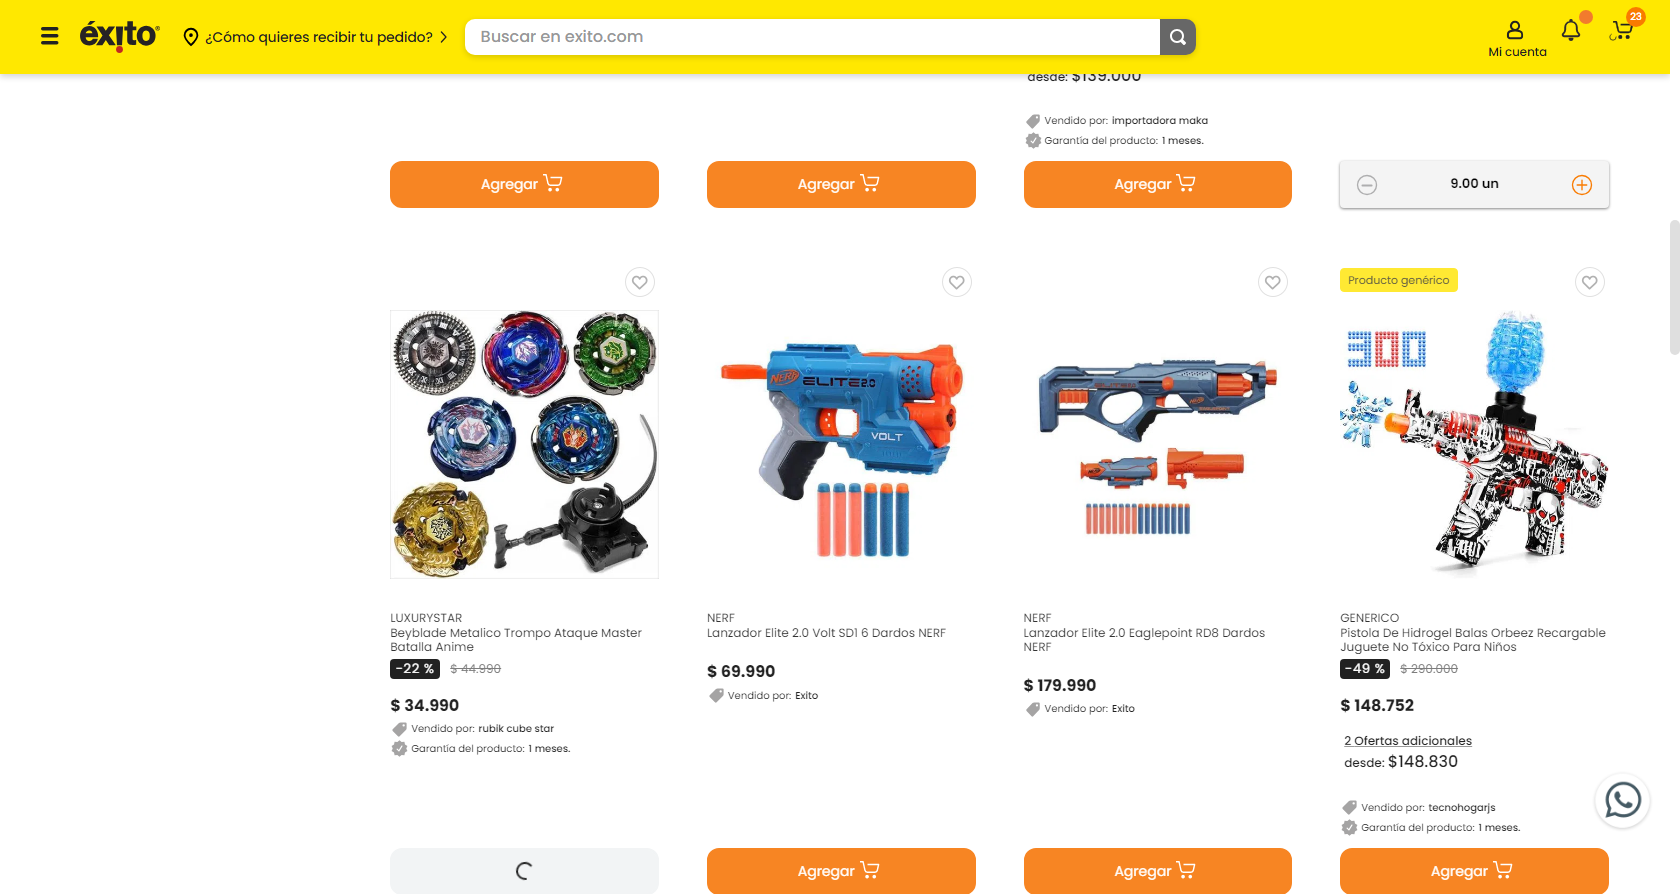 éxito
¿Cómo quieres recibir tu pedido?
Buscar en exito.com
Mi cuenta
23
desde: $139.000
Vendido por: importadora maka
Garantía del producto: 1 meses.
Agregar
Agregar
Agregar
9.00 un
Producto genérico
NERF ELITE 2.0
VOLT
300
LUXURYSTAR
Beyblade Metalico Trompo Ataque Master
Batalla Anime
-22 %
$ 44.990
$ 34.990
Vendido por: rubik cube star
Garantía del producto: 1 meses.
NERF
Lanzador Elite 2.0 Volt SD1 6 Dardos NERF
$ 69.990
Vendido por: Exito
NERF
Lanzador Elite 2.0 Eaglepoint RD8 Dardos
NERF
$ 179.990
Vendido por: Exito
GENERICO
Pistola De Hidrogel Balas Orbeez Recargable
Juguete No Tóxico Para Niños
-49 %
$ 290.000
$ 148.752
2 Ofertas adicionales
desde: $148.830
Vendido por: tecnohogarjs
Garantía del producto: 1 meses.
Agregar
Agregar
Agregar